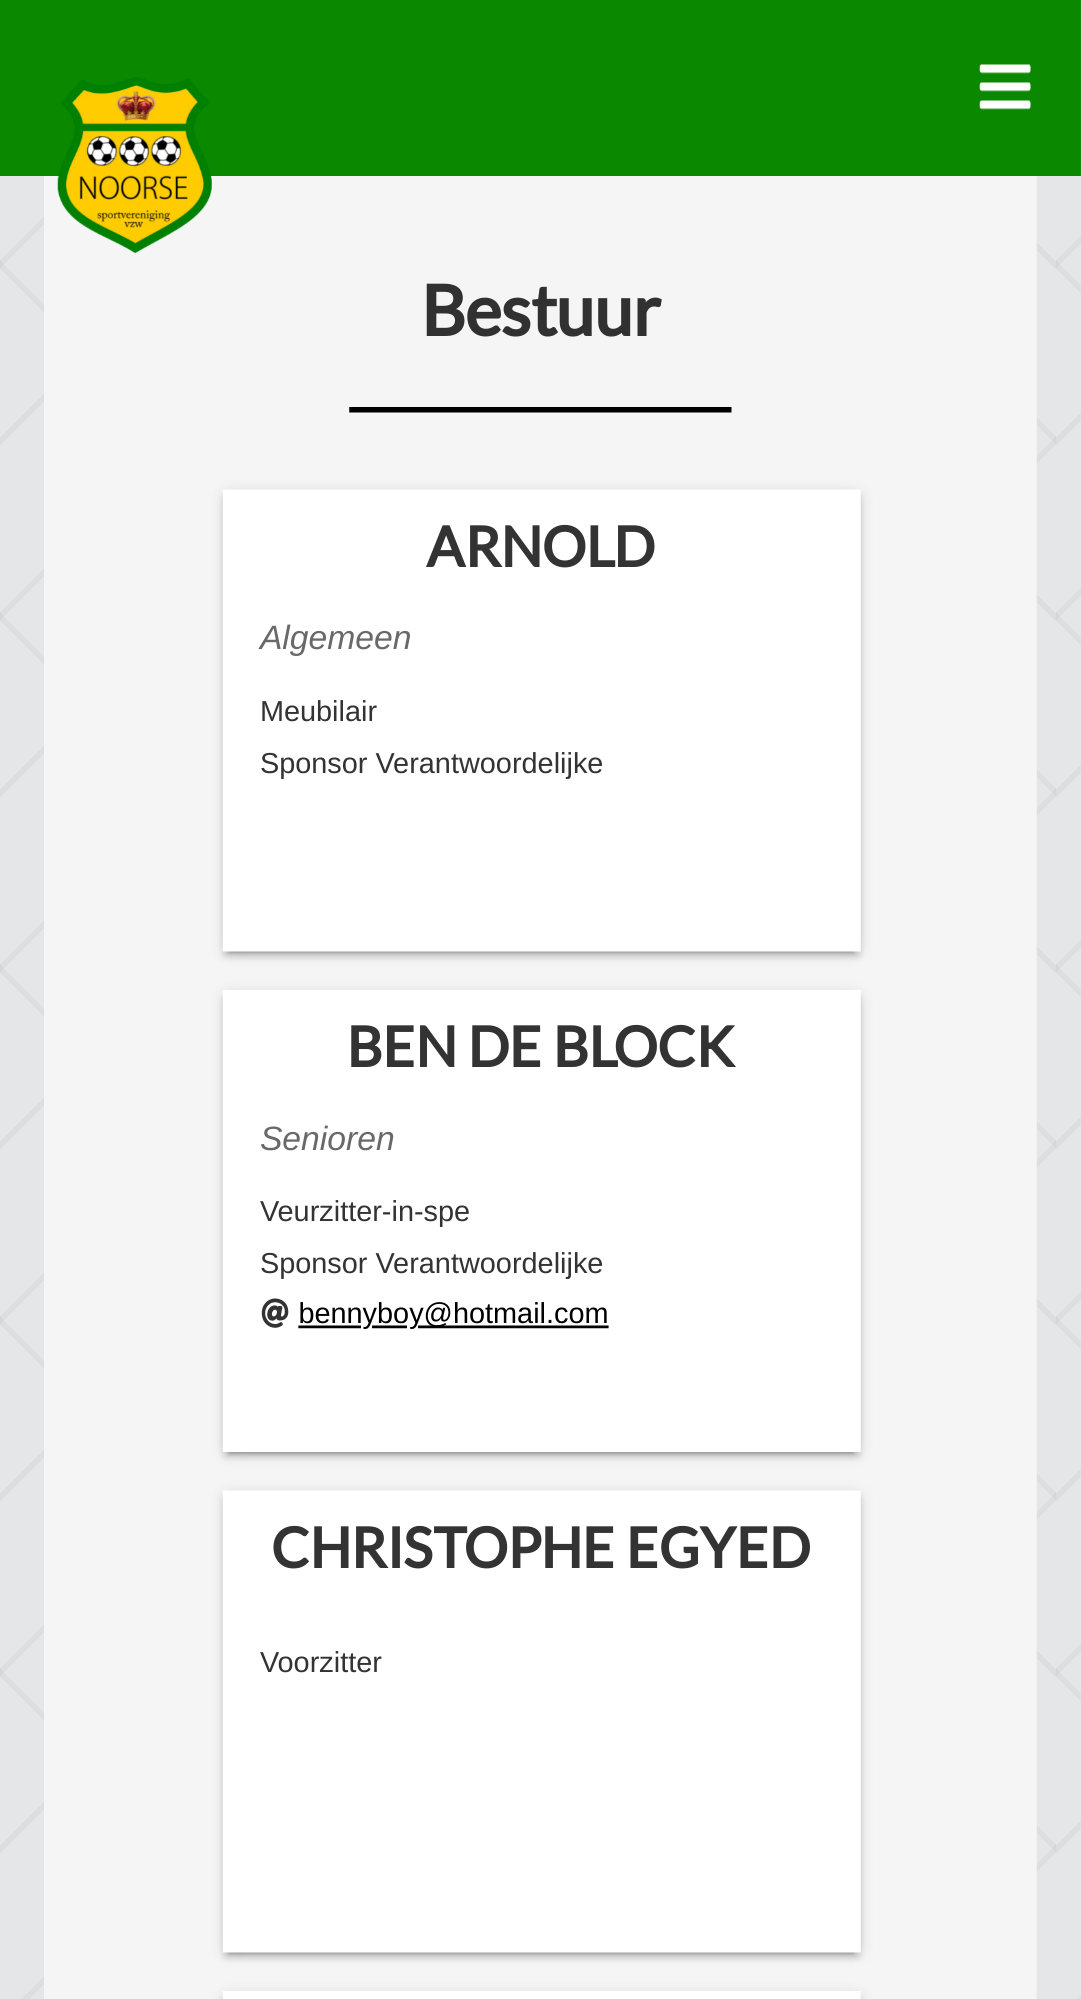 NOORSE
sportvereniging
vzw
Bestuur
ARNOLD
Algemeen
Meubilair
Sponsor Verantwoordelijke
BEN DE BLOCK
Senioren
Veurzitter-in-spe
Sponsor Verantwoordelijke
@ bennyboy@hotmail.com
CHRISTOPHE EGYED
Voorzitter